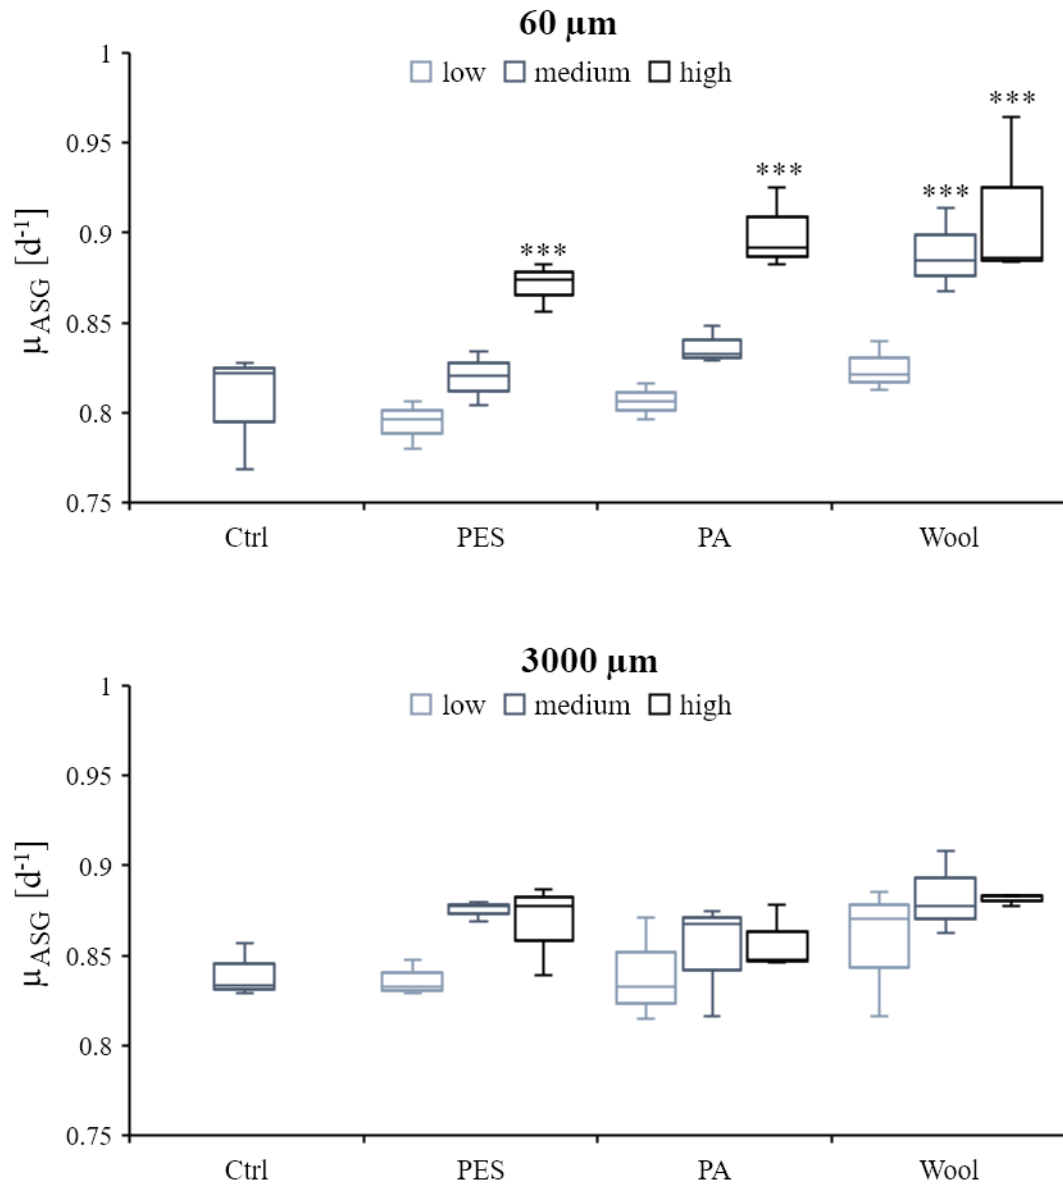 60 µm
low medium high
1
0.95
0.9
0.85
0.8
0.75
µASG [d-1]
*** *** *** ***
Ctrl PES PA Wool
3000 µm
low medium high
1
0.95
0.9
0.85
0.8
0.75
µASG [d-1]
Ctrl PES PA Wool